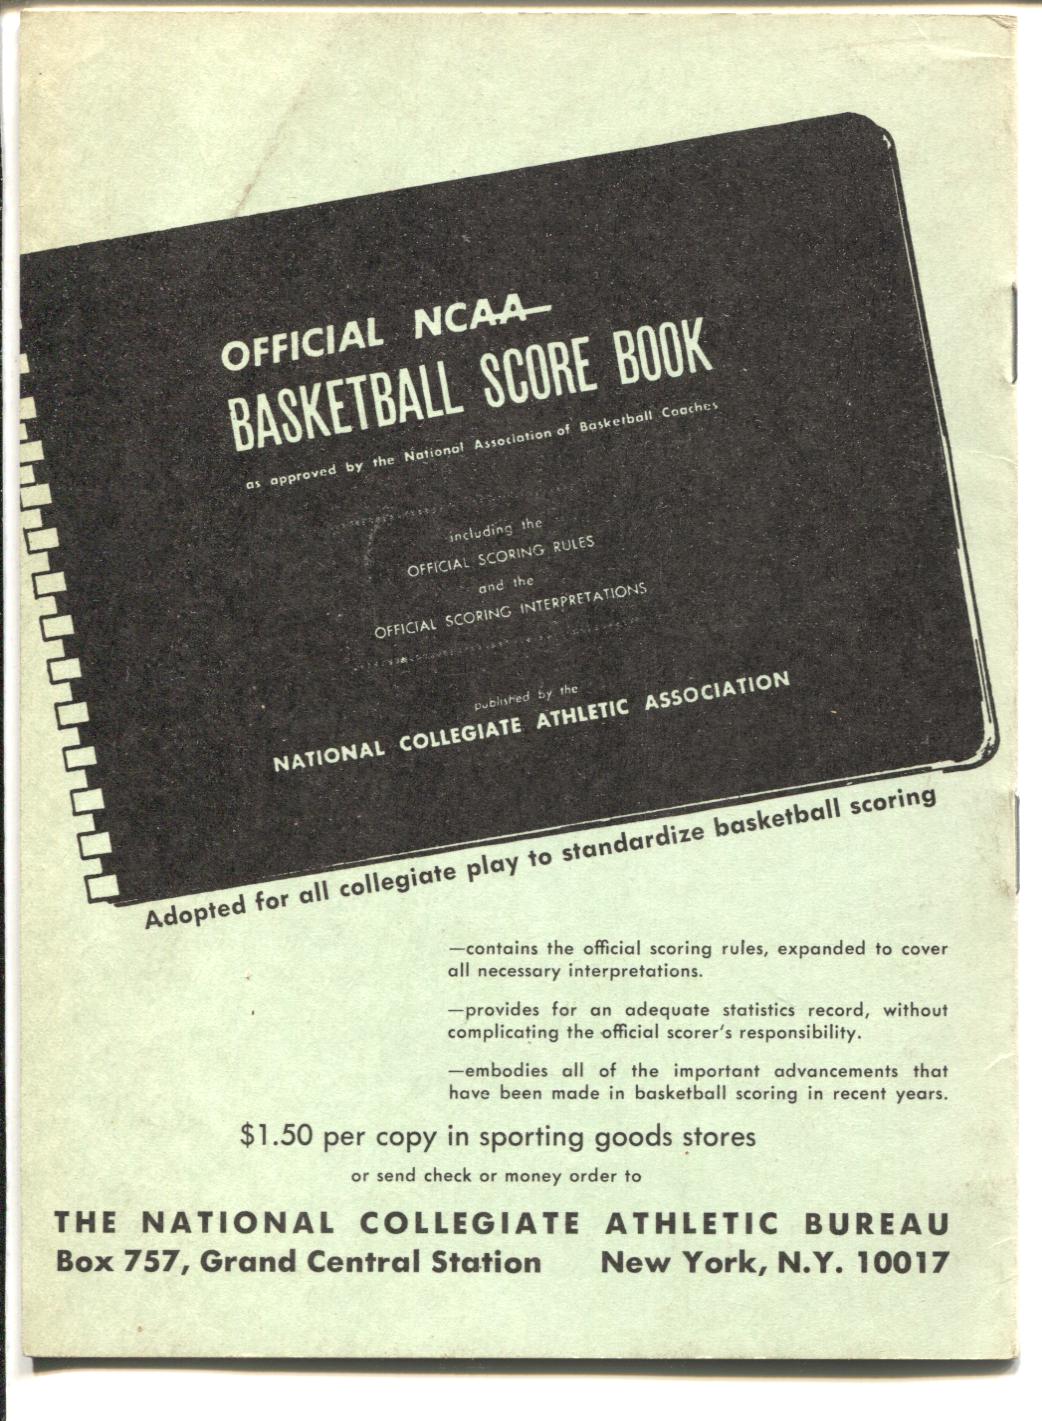 OFFICIAL NCAA
BASKETBALL SCORE BOOK
as approved by the National Association of Basketball Coaches
including the
OFFICIAL SCORING RULES
and the
OFFICIAL SCORING INTERPRETATIONS
published by the
NATIONAL COLLEGIATE ATHLETIC ASSOCIATION
Adopted for all collegiate play to standardize basketball scoring
—contains the official scoring rules, expanded to cover
all necessary interpretations.
—provides for an adequate statistics record, without
complicating the official scorer's responsibility.
—embodies all of the important advancements that
have been made in basketball scoring in recent years.
$1.50 per copy in sporting goods stores
or send check or money order to
THE NATIONAL COLLEGIATE ATHLETIC BUREAU
Box 757, Grand Central Station New York, N.Y. 10017